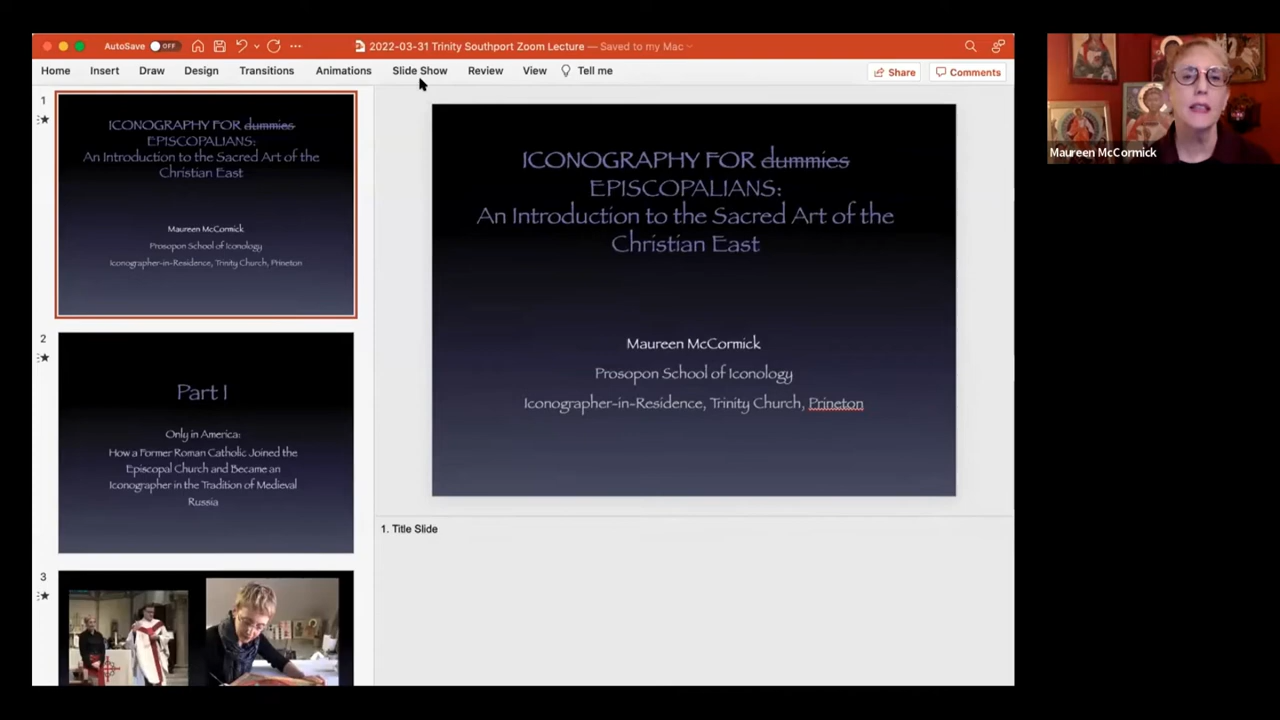 AutoSave OFF
2022-03-31 Trinity Southport Zoom Lecture — Saved to my Mac
Home Insert Draw Design Transitions Animations Slide Show Review View Tell me Share Comments
1
ICONOGRAPHY FOR dummies
EPISCOPALIANS:
An Introduction to the Sacred Art of the
Christian East
Maureen McCormick
Prosopon School of Iconology
Iconographer-in-Residence, Trinity Church, Prineton
2
Part I
Only in America:
How a Former Roman Catholic Joined the
Episcopal Church and Became an
Iconographer in the Tradition of Medieval
Russia
3
ICONOGRAPHY FOR dummies
EPISCOPALIANS:
An Introduction to the Sacred Art of the
Christian East
Maureen McCormick
Prosopon School of Iconology
Iconographer-in-Residence, Trinity Church, Prineton
1. Title Slide
Maureen McCormick